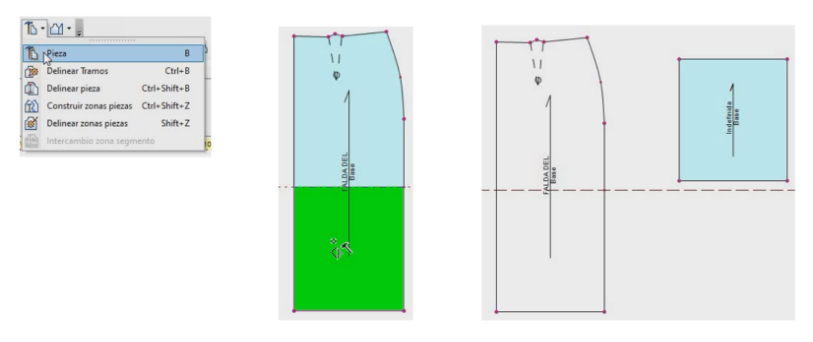 Pieza B
Delinear Tramos Ctrl+B
Delinear pieza Ctrl+Shift+B
Construir zonas piezas Ctrl+Shift+Z
Delinear zonas piezas Shift+Z
Intercambio zona segmento
FALDA DEL
Base
FALDA DEL
Base
Indefinida
Base